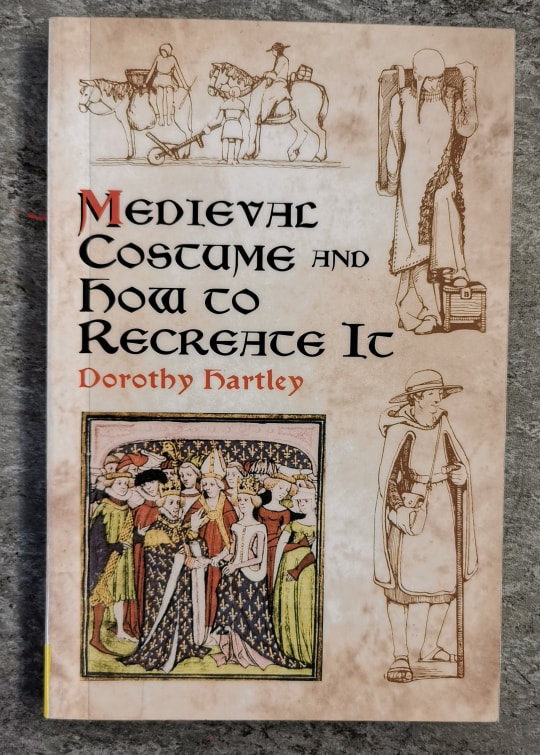 Medieval
Costume and
How to
Recreate It
Dorothy Hartley